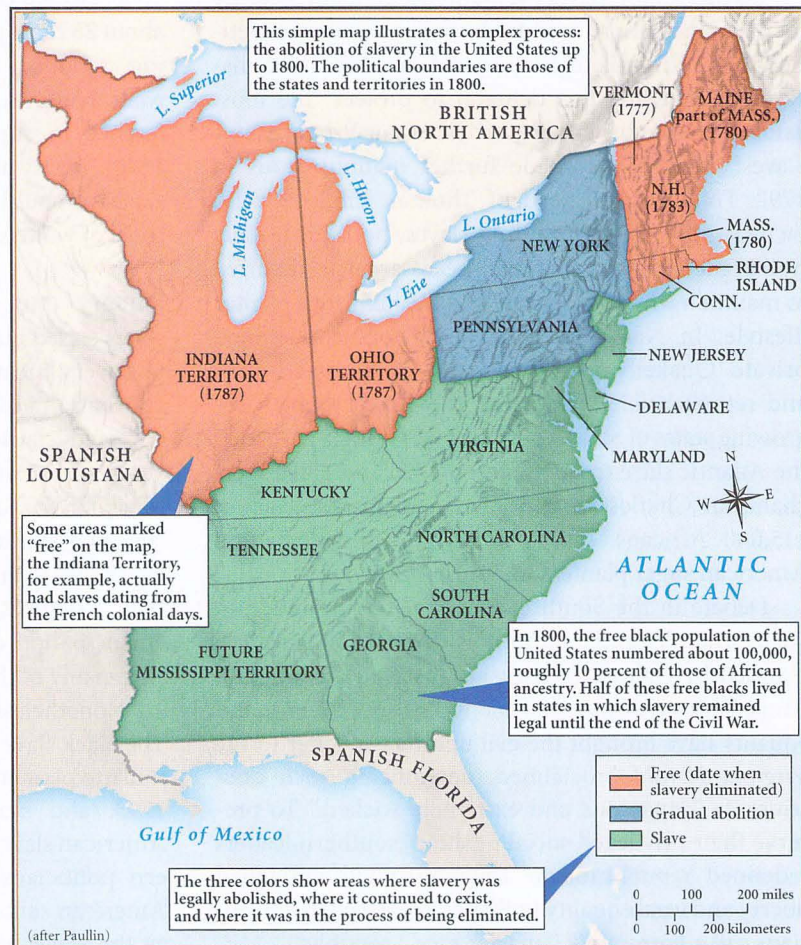 This simple map illustrates a complex process:
the abolition of slavery in the United States up
to 1800. The political boundaries are those of
the states and territories in 1800.
L. Superior
BRITISH
NORTH AMERICA
VERMONT
(1777)
MAINE
(part of MASS.)
(1780)
N.H.
(1783)
L. Huron
L. Michigan
L. Ontario
NEW YORK
MASS.
(1780)
RHODE
ISLAND
CONN.
L. Erie
PENNSYLVANIA
NEW JERSEY
INDIANA
TERRITORY
(1787)
OHIO
TERRITORY
(1787)
DELAWARE
MARYLAND
VIRGINIA
SPANISH
LOUISIANA
KENTUCKY
N
W
E
S
Some areas marked
“free” on the map,
the Indiana Territory,
for example, actually
had slaves dating from
the French colonial days.
TENNESSEE
NORTH CAROLINA
ATLANTIC
OCEAN
SOUTH
CAROLINA
FUTURE
MISSISSIPPI TERRITORY
GEORGIA
In 1800, the free black population of the
United States numbered about 100,000,
roughly 10 percent of those of African
ancestry. Half of these free blacks lived
in states in which slavery remained
legal until the end of the Civil War.
SPANISH FLORIDA
Free (date when
slavery eliminated)
Gradual abolition
Slave
Gulf of Mexico
The three colors show areas where slavery was
legally abolished, where it continued to exist,
and where it was in the process of being eliminated.
0 100 200 miles
0 100 200 kilometers
(after Paullin)